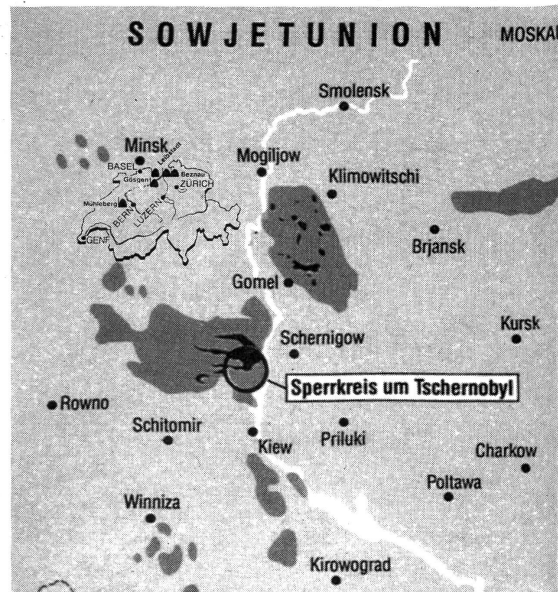 SOWJETUNION
MOSKA
Smolensk
Minsk
Mogiljow
Klimowitschi
BASEL
Leibstadt
Gösgen
Beznau
ZÜRICH
Mühleberg
BERN
LUZERN
GENF
Brjansk
Gomel
Schernigow
Kursk
Sperrkreis um Tschernobyl
Rowno
Schitomir
Kiew
Priluki
Charkow
Poltawa
Winniza
Kirowograd